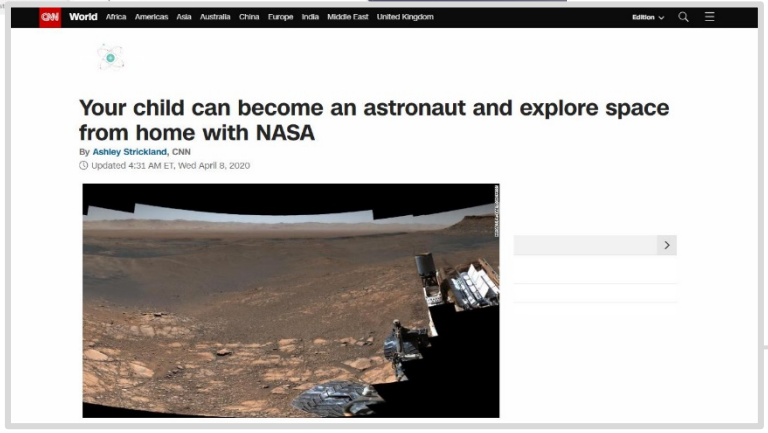 CNN World Africa Americas Asia Australia China Europe India Middle East United Kingdom Edition
Your child can become an astronaut and explore space
from home with NASA
By Ashley Strickland, CNN
Updated 4:31 AM ET, Wed April 8, 2020